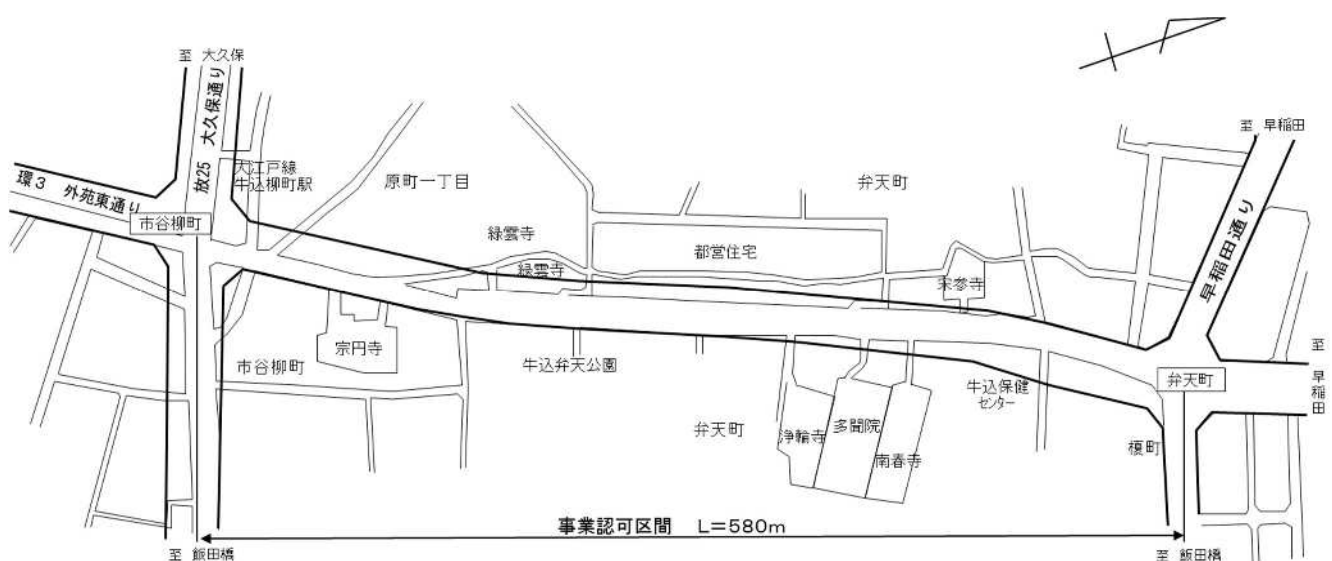 至 大久保
放25 大久保通り
環3 外苑東通り
市谷柳町
大江戸線
牛込柳町駅
原町一丁目
緑雲寺
緑雲寺
都営住宅
弁天町
宗参寺
至 早稲田
早稲田通り
弁天町
至 早稲田
市谷柳町
宗円寺
牛込弁天公園
弁天町
浄輪寺
多聞院
南春寺
牛込保健
センター
榎町
事業認可区間 L=580m
至 飯田橋
至 飯田橋